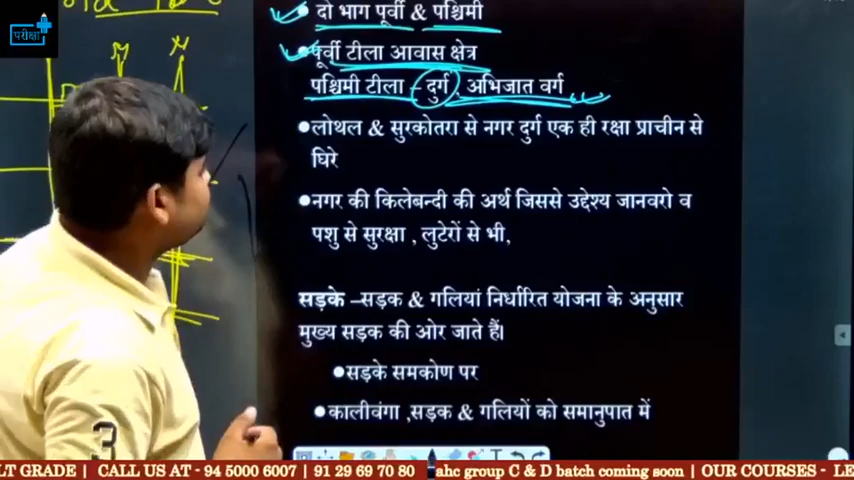 परीक्षा
दो भाग पूर्वी & पश्चिमी
पूर्वी टीला आवास क्षेत्र
पश्चिमी टीला – दुर्ग , अभिजात वर्ग
●लोथल & सुरकोतरा से नगर दुर्ग एक ही रक्षा प्राचीन से
घिरे
●नगर की किलेबन्दी की अर्थ जिससे उद्देश्य जानवरो व
पशु से सुरक्षा , लुटेरों से भी,
सड़के –सड़क & गलियां निर्धारित योजना के अनुसार
मुख्य सड़क की ओर जाते हैं।
●सड़के समकोण पर
●कालीवंगा ,सड़क & गलियों को समानुपात में
3
LT GRADE | CALL US AT - 94 5000 6007 | 91 29 69 70 80 ahc group C & D batch coming soon | OUR COURSES - LE